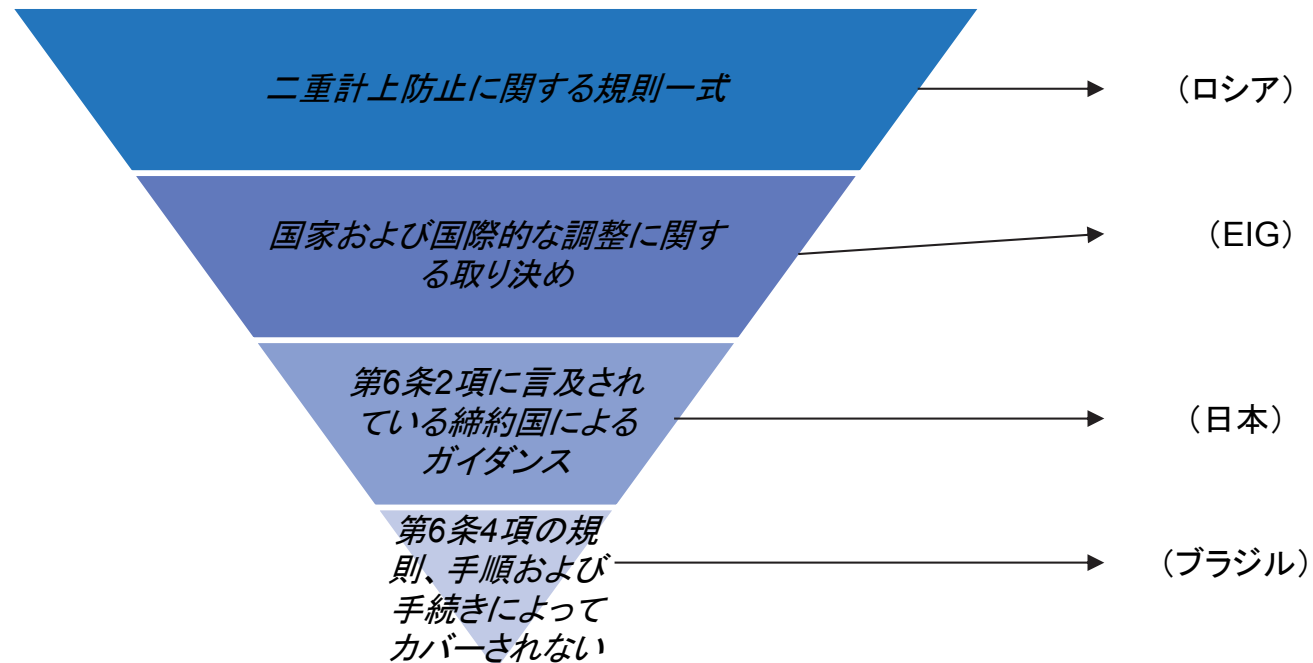 二重計上防止に関する規則一式
（ロシア）
国家および国際的な調整に関す
る取り決め
（EIG）
第6条2項に言及され
ている締約国による
ガイダンス
（日本）
第6条4項の規
則、手順および
手続きによって
カバーされない
（ブラジル）